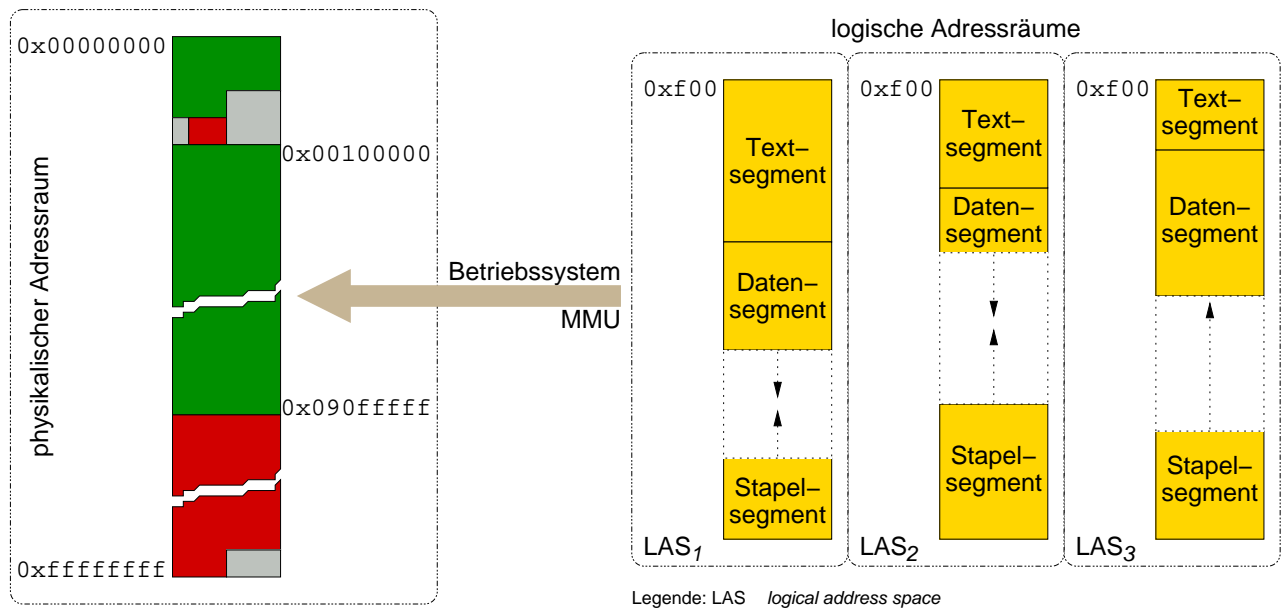 physikalischer Adressraum
0x00000000
0x00100000
0x090fffff
0xffffffff
Betriebssystem
MMU
logische Adressräume
0xf00
Text–
segment
Daten–
segment
Stapel–
segment
LAS1
0xf00
Text–
segment
Daten–
segment
Stapel–
segment
LAS2
0xf00
Text–
segment
Daten–
segment
Stapel–
segment
LAS3
Legende: LAS logical address space